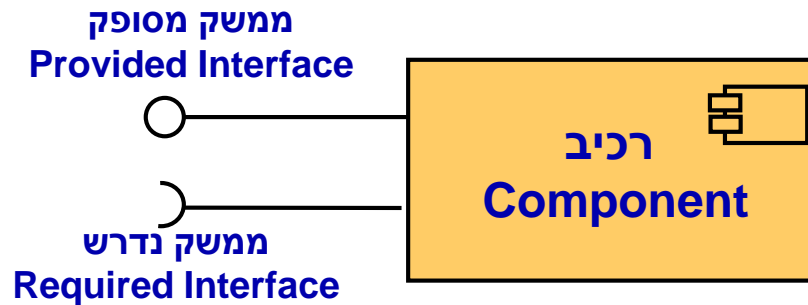 ממשק מסופק
Provided Interface
רכיב
Component
ממשק נדרש
Required Interface